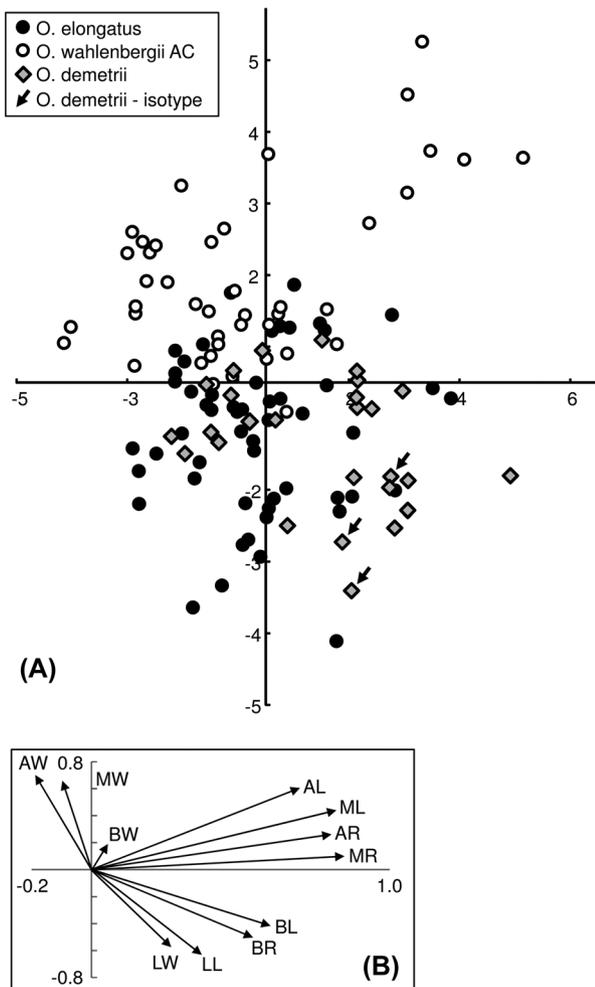 O. elongatus
O. wahlenbergii AC
O. demetrii
O. demetrii - isotype
5
4
3
2
-5
-3
2
4
6
-2
-3
-4
-5
(A)
AW
0.8
MW
BW
AL
ML
AR
MR
-0.2
1.0
BL
BR
LW
LL
-0.8
(B)